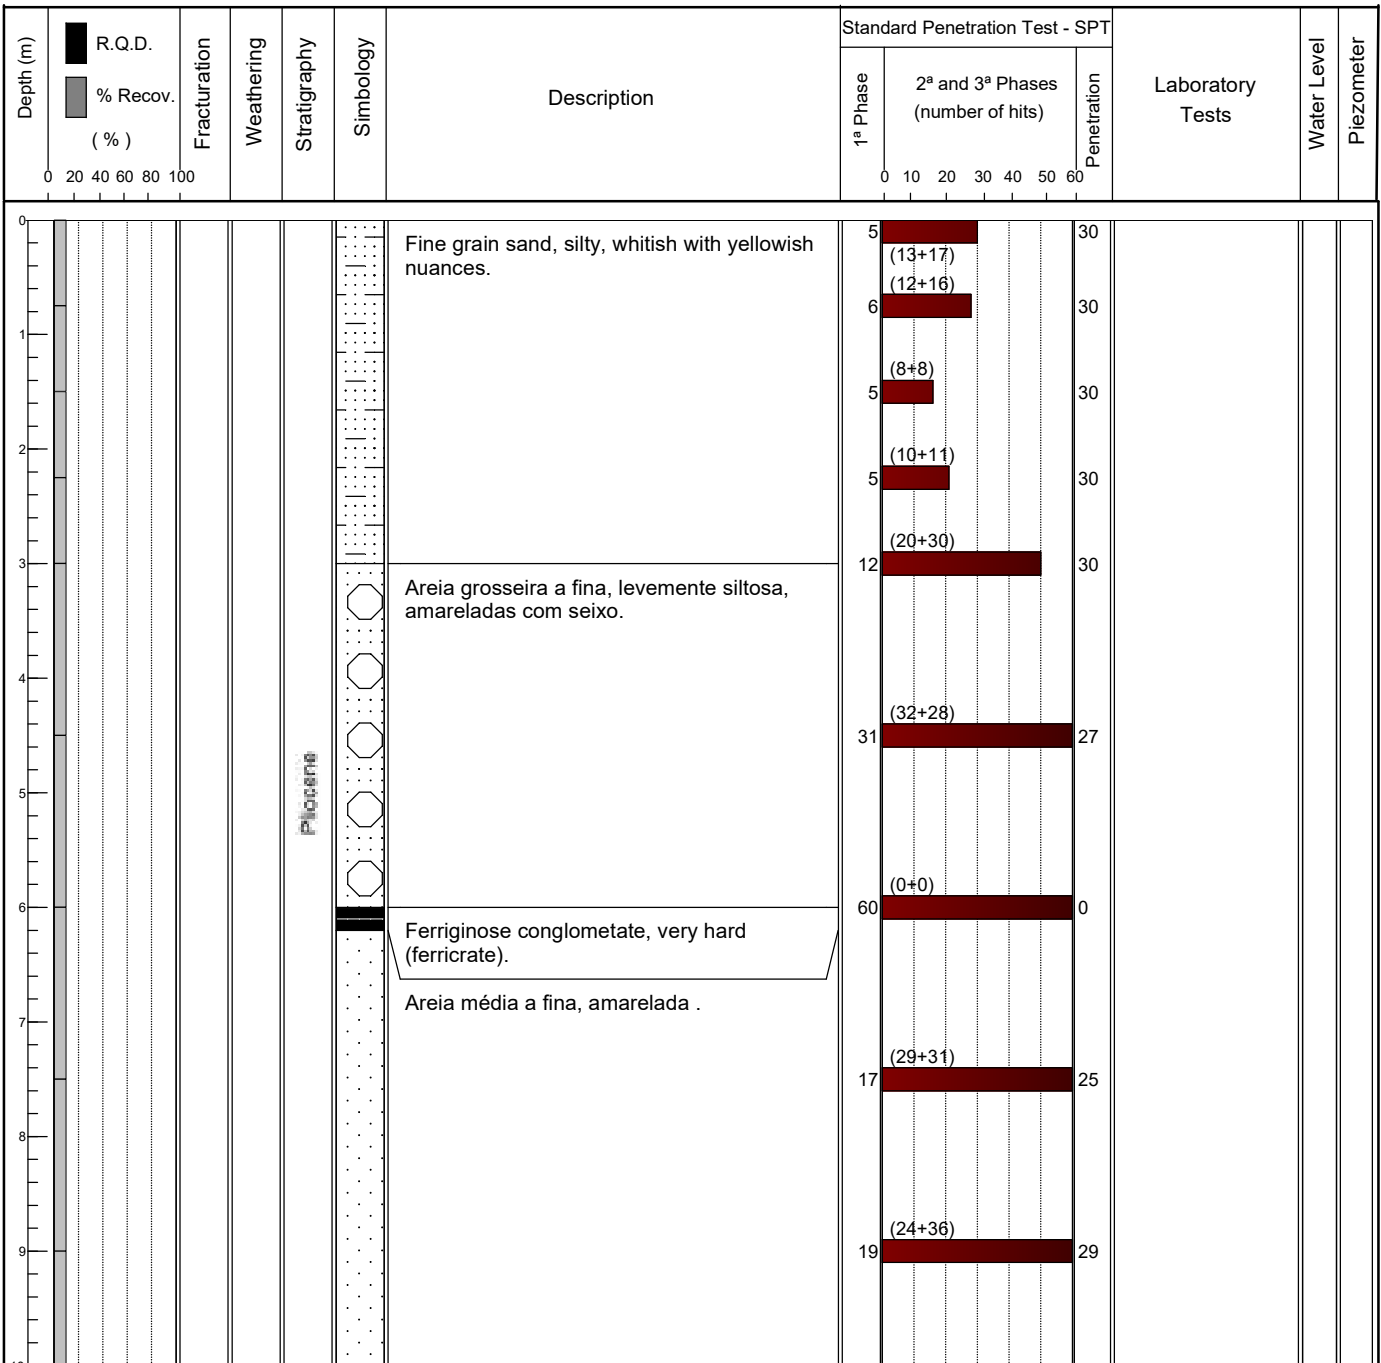 Depth (m)
R.Q.D.
% Recov.
( % )
0 20 40 60 80 100
Fracturation
Weathering
Stratigraphy
Simbology
Description
Standard Penetration Test - SPT
1ª Phase
2ª and 3ª Phases
(number of hits)
0 10 20 30 40 50 60
Penetration
Laboratory
Tests
Water Level
Piezometer
0
Fine grain sand, silty, whitish with yellowish
nuances.
5
(13+17)
30
(12+16)
6
30
1
(8+8)
5
30
2
(10+11)
5
30
(20+30)
3
12
30
Areia grosseira a fina, levemente siltosa,
amareladas com seixo.
4
(32+28)
31
27
Pliocene
5
(0+0)
6
60
0
Ferriginose conglometate, very hard
(ferricrate).
Areia média a fina, amarelada .
7
(29+31)
17
25
8
(24+36)
9
19
29